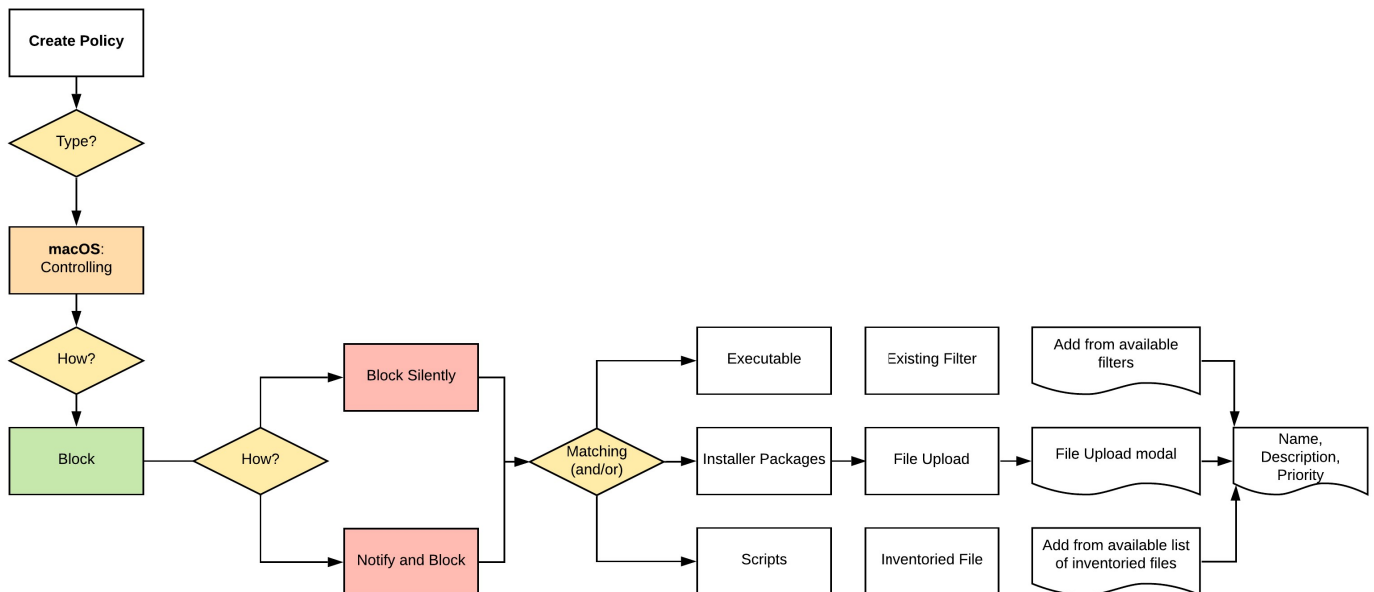 Create Policy
Type?
macOS:
Controlling
How?
Block
How?
Block Silently
Notify and Block
Matching
(and/or)
Executable
Existing Filter
Add from available
filters
Installer Packages
File Upload
File Upload modal
Name,
Description,
Priority
Scripts
Inventoried File
Add from available list
of inventoried files